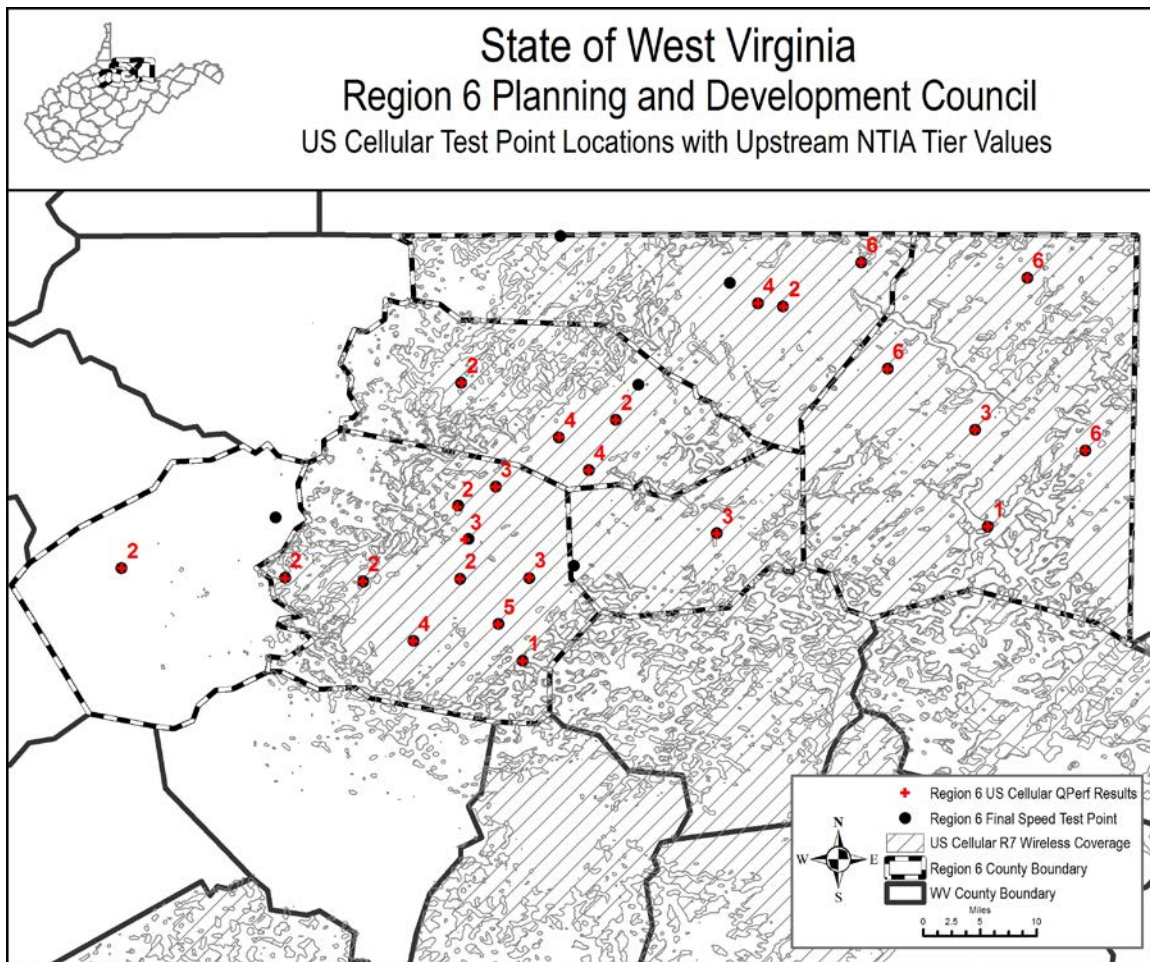 State of West Virginia
Region 6 Planning and Development Council
US Cellular Test Point Locations with Upstream NTIA Tier Values
6
6
4
2
6
2
2
3
4
6
4
3
2
1
3
3
2
2
2
2
3
5
4
1
Region 6 US Cellular QPerf Results
Region 6 Final Speed Test Point
US Cellular R7 Wireless Coverage
Region 6 County Boundary
WV County Boundary
N
W E
S
Miles
0 2.5 5 10